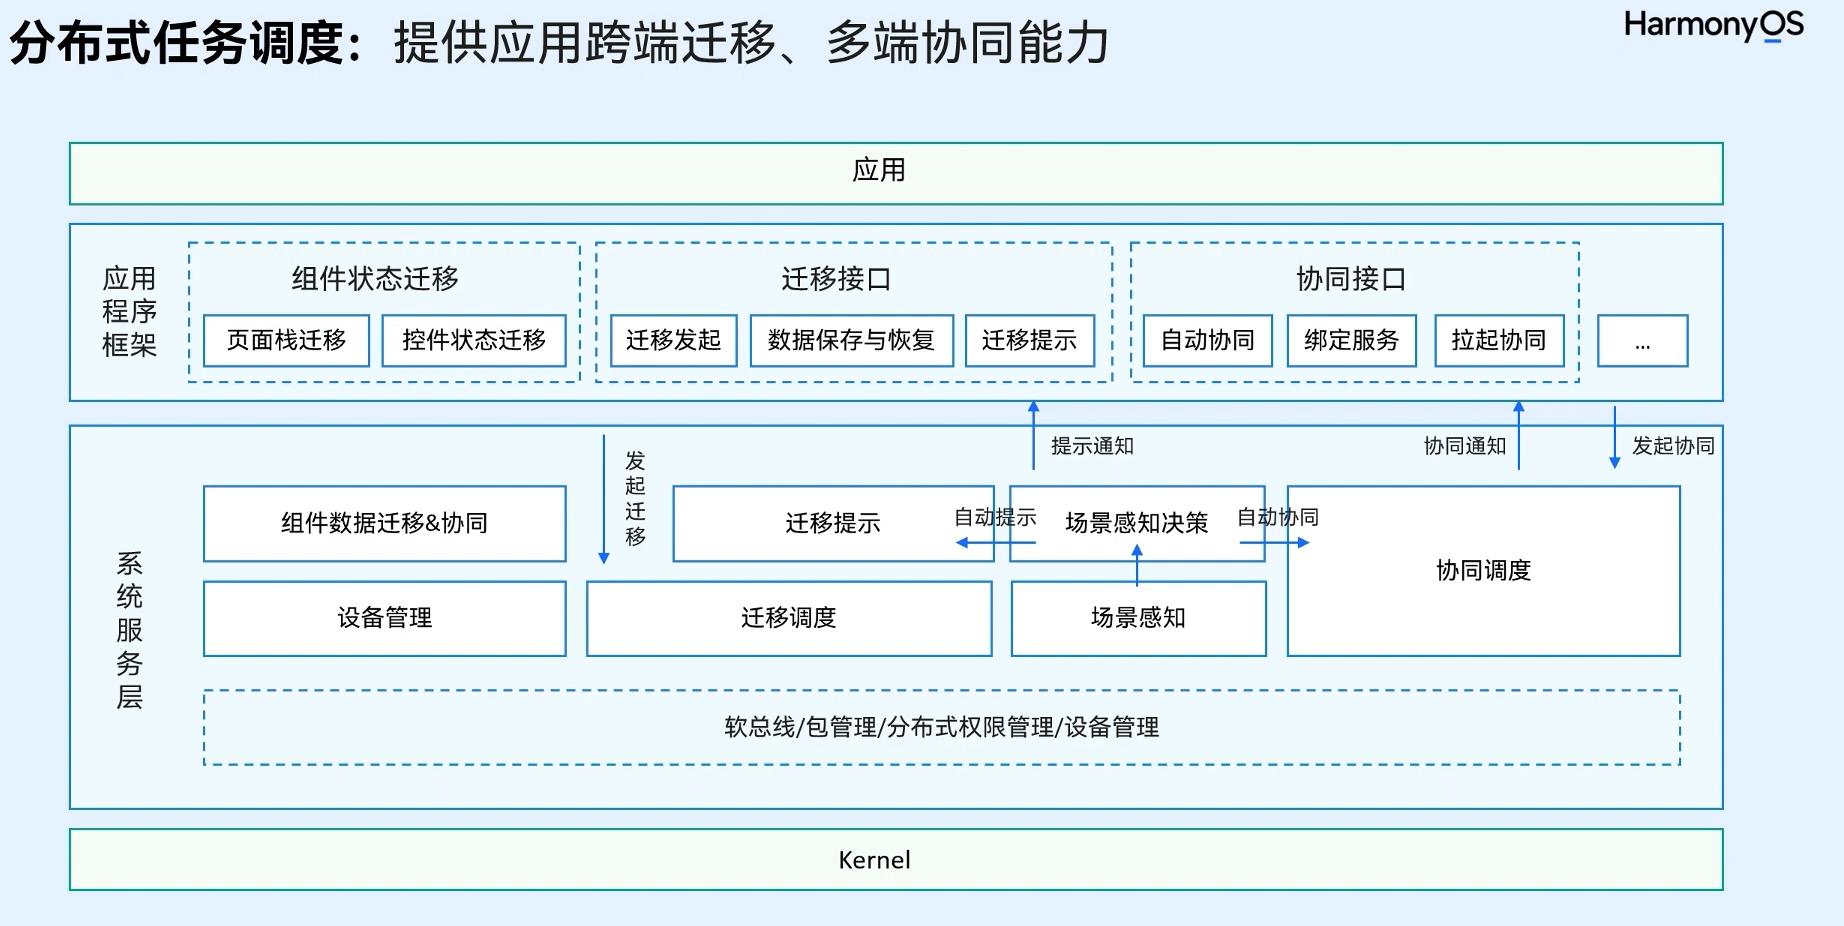 分布式任务调度：提供应用跨端迁移、多端协同能力
HarmonyOS
应用
应用
程序
框架
组件状态迁移
页面栈迁移
控件状态迁移
迁移接口
迁移发起
数据保存与恢复
迁移提示
协同接口
自动协同
绑定服务
拉起协同
...
发起迁移
提示通知
协同通知
发起协同
系统服务层
组件数据迁移&协同
迁移提示
自动提示
场景感知决策
自动协同
协同调度
设备管理
迁移调度
场景感知
软总线/包管理/分布式权限管理/设备管理
Kernel